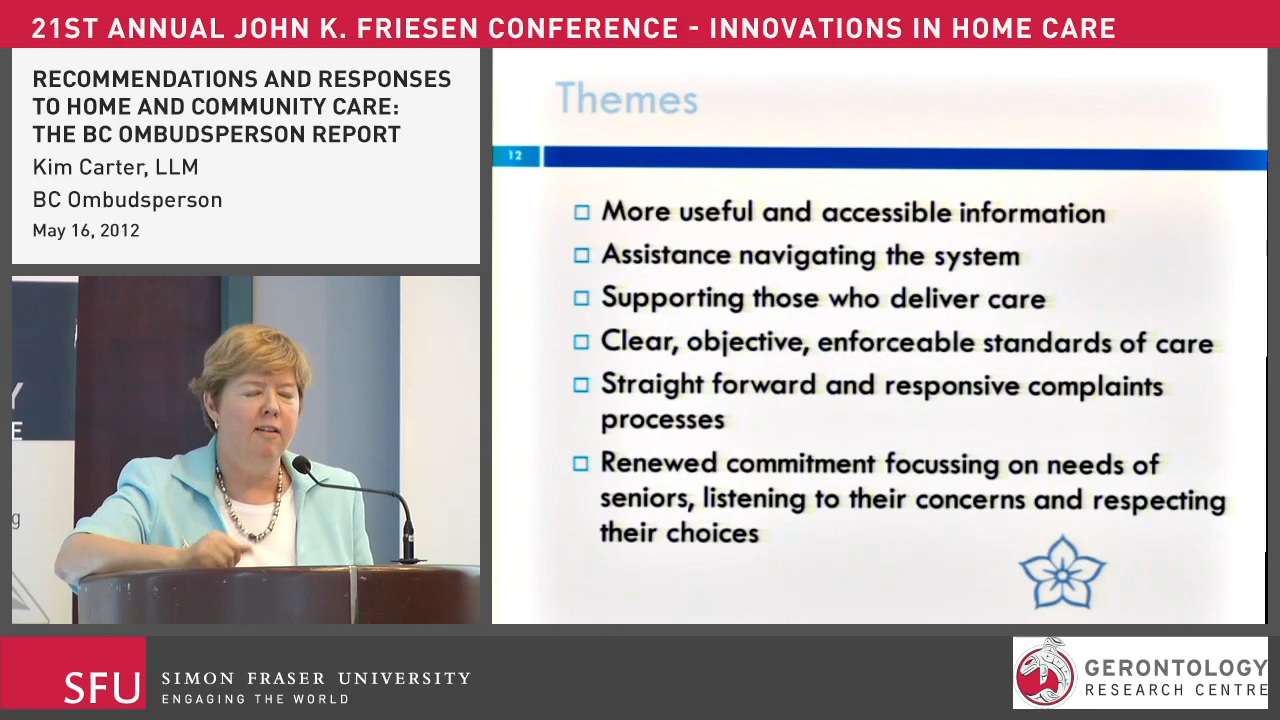 21ST ANNUAL JOHN K. FRIESEN CONFERENCE - INNOVATIONS IN HOME CARE
RECOMMENDATIONS AND RESPONSES
TO HOME AND COMMUNITY CARE:
THE BC OMBUDSPERSON REPORT
Kim Carter, LLM
BC Ombudsperson
May 16, 2012
Themes
12
More useful and accessible information
Assistance navigating the system
Supporting those who deliver care
Clear, objective, enforceable standards of care
Straight forward and responsive complaints
processes
Renewed commitment focussing on needs of
seniors, listening to their concerns and respecting
their choices
SFU
SIMON FRASER UNIVERSITY
ENGAGING THE WORLD
GERONTOLOGY
RESEARCH CENTRE